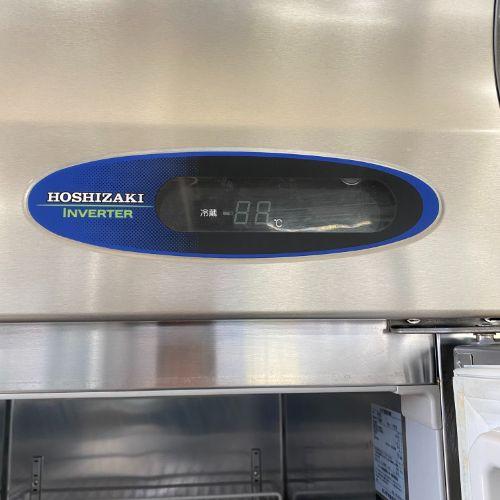 HOSHIZAKI
INVERTER
冷蔵 -88 ℃